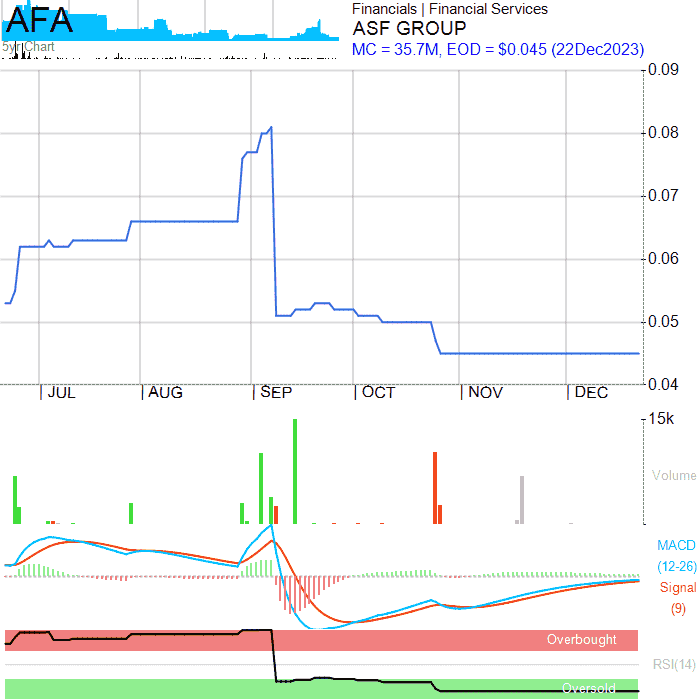 AFA
5yr Chart
Financials | Financial Services
ASF GROUP
MC = 35.7M, EOD = $0.045 (22Dec2023)
0.09
0.08
0.07
0.06
0.05
0.04
| JUL | AUG | SEP | OCT | NOV | DEC
15k
Volume
MACD
(12-26)
Signal
(9)
Overbought
RSI(14)
Oversold